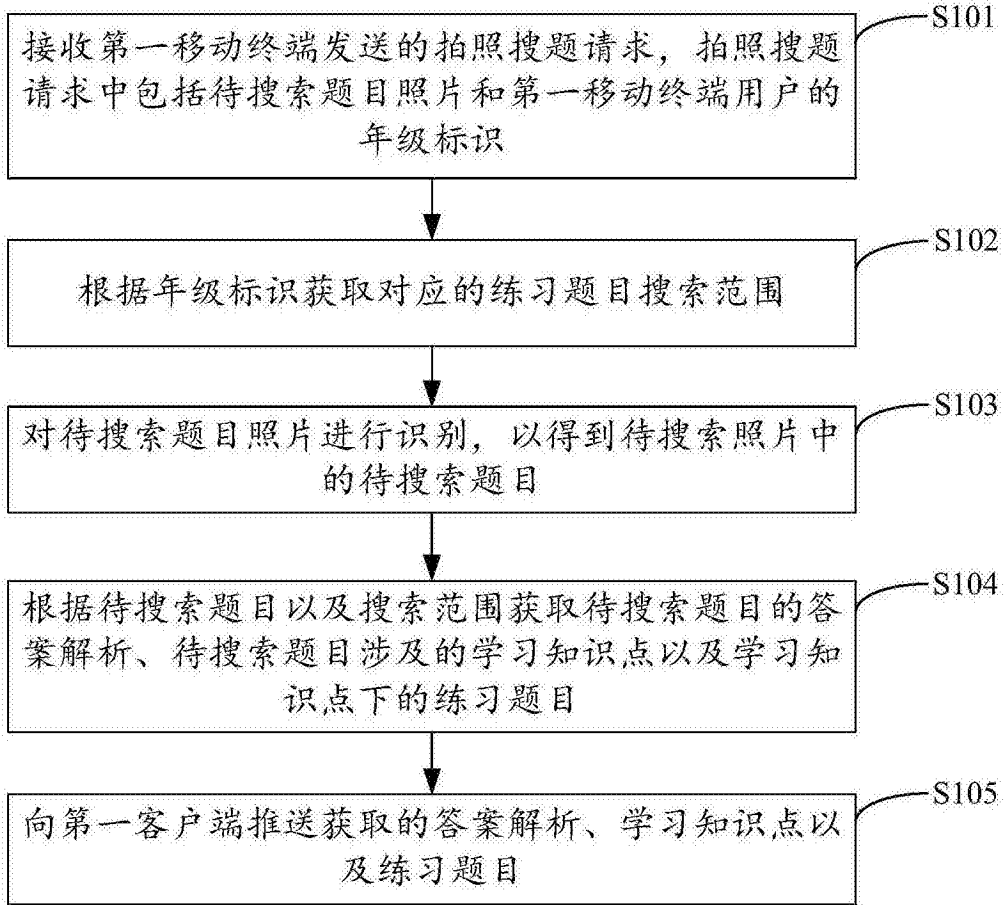 S101
接收第一移动终端发送的拍照搜题请求，拍照搜题
请求中包括待搜索题目照片和第一移动终端用户的
年级标识
S102
根据年级标识获取对应的练习题目搜索范围
S103
对待搜索题目照片进行识别，以得到待搜索照片中
的待搜索题目
S104
根据待搜索题目以及搜索范围获取待搜索题目的答
案解析、待搜索题目涉及的学习知识点以及学习知
识点下的练习题目
S105
向第一客户端推送获取的答案解析、学习知识点以
及练习题目